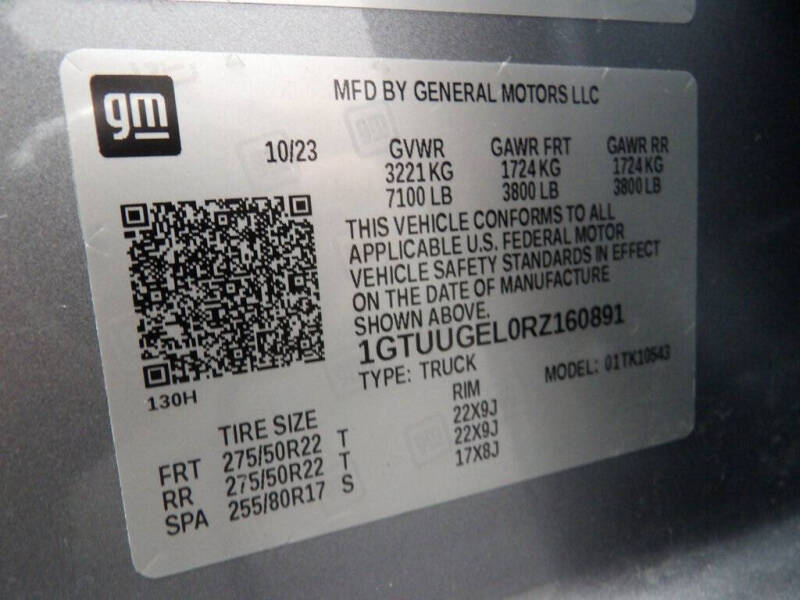 gm
MFD BY GENERAL MOTORS LLC
10/23 GVWR GAWR FRT GAWR RR
3221 KG 1724 KG 1724 KG
7100 LB 3800 LB 3800 LB
THIS VEHICLE CONFORMS TO ALL
APPLICABLE U.S. FEDERAL MOTOR
VEHICLE SAFETY STANDARDS IN EFFECT
ON THE DATE OF MANUFACTURE
SHOWN ABOVE.
1GTUUGEL0RZ160891
TYPE: TRUCK MODEL: 01TK10543
130H
TIRE SIZE RIM
FRT 275/50R22 T 22X9J
RR 275/50R22 T 22X9J
SPA 255/80R17 S 17X8J